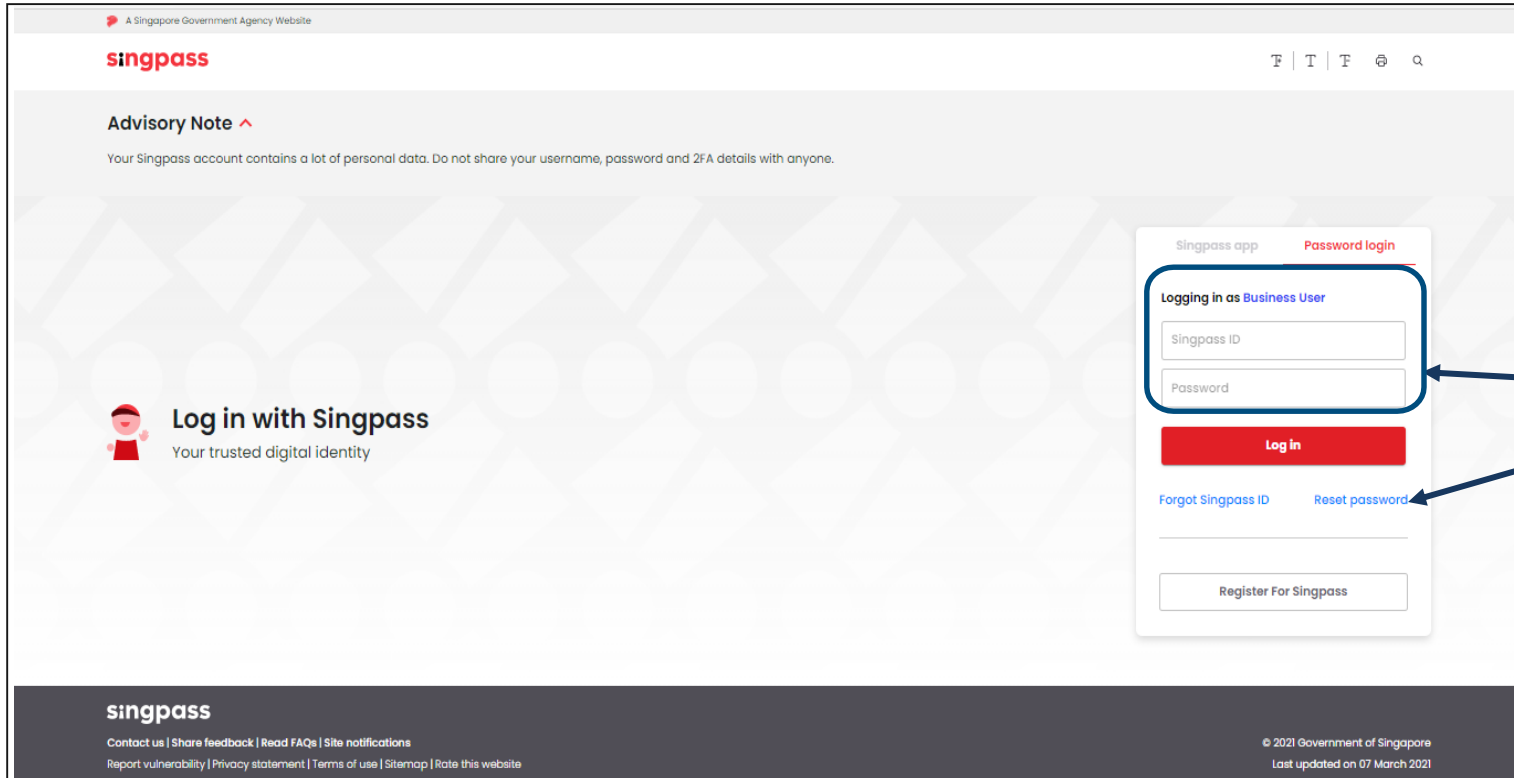 A Singapore Government Agency Website
singpass
Advisory Note
Your Singpass account contains a lot of personal data. Do not share your username, password and 2FA details with anyone.
Singpass app Password login
Logging in as Business User
Singpass ID
Password
Log in with Singpass
Your trusted digital identity
Log in
Forgot Singpass ID Reset password
Register For Singpass
singpass
Contact us | Share feedback | Read FAQs | Site notifications
Report vulnerability | Privacy statement | Terms of use | Sitemap | Rate this website
© 2021 Government of Singapore
Last updated on 07 March 2021